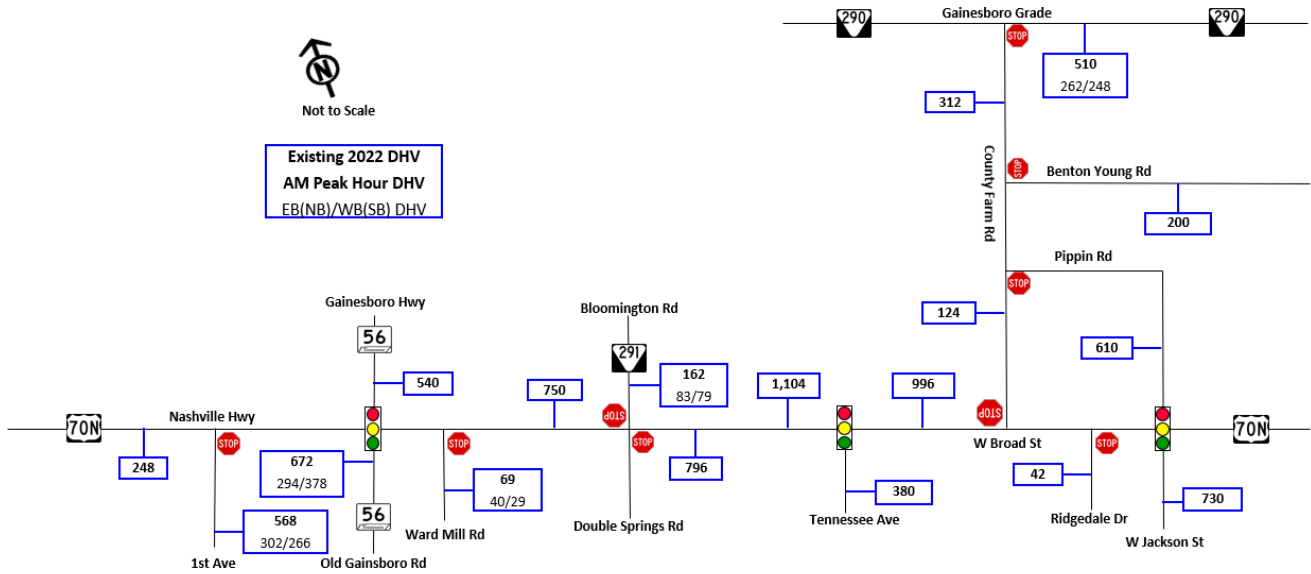 Gainesboro Grade
290
290
STOP
510
262/248
N
Not to Scale
312
Existing 2022 DHV
AM Peak Hour DHV
EB(NB)/WB(SB) DHV
County Farm Rd
STOP
Benton Young Rd
200
Pippin Rd
STOP
Gainesboro Hwy
56
Bloomington Rd
291
124
610
540
750
162
83/79
1,104
996
70N
Nashville Hwy
STOP
STOP
STOP
STOP
STOP
W Broad St
STOP
70N
248
672
294/378
69
40/29
796
42
380
730
568
302/266
56
Ward Mill Rd
Double Springs Rd
Tennessee Ave
Ridgedale Dr
W Jackson St
1st Ave
Old Gainsboro Rd